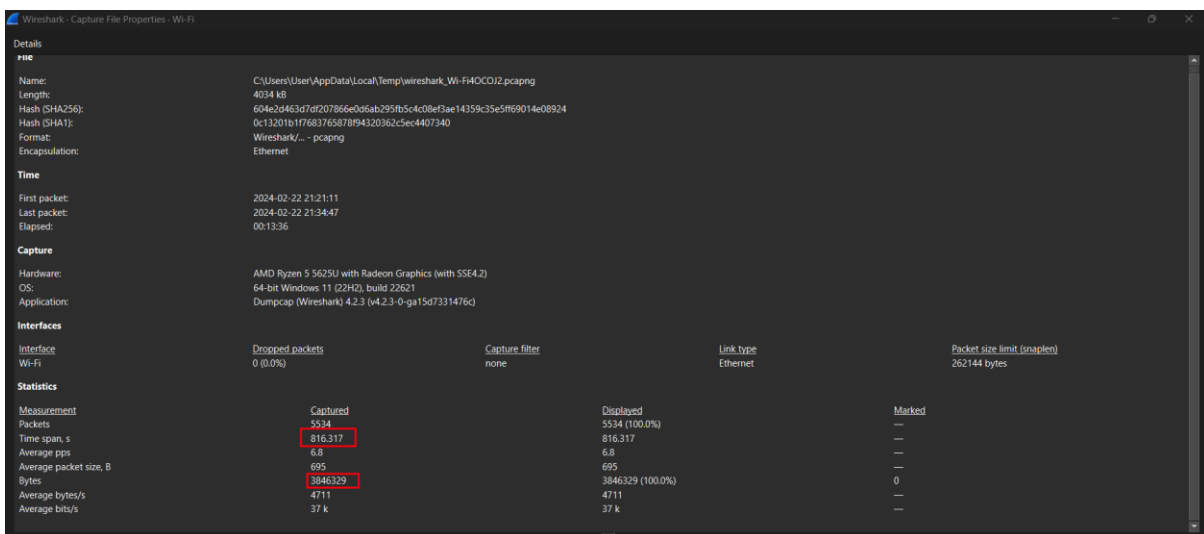 Wireshark · Capture File Properties · Wi-Fi
Details
File
Name: C:\Users\User\AppData\Local\Temp\wireshark_Wi-Fi4OCOJ2.pcapng
Length: 4034 kB
Hash (SHA256): 604e2d463d7df207866e0d6ab295fb5c4c08ef3ae14359c35e5ff69014e08924
Hash (SHA1): 0c13201b1f7683765878f94320362c5ec4407340
Format: Wireshark/... - pcapng
Encapsulation: Ethernet
Time
First packet: 2024-02-22 21:21:11
Last packet: 2024-02-22 21:34:47
Elapsed: 00:13:36
Capture
Hardware: AMD Ryzen 5 5625U with Radeon Graphics (with SSE4.2)
OS: 64-bit Windows 11 (22H2), build 22621
Application: Dumpcap (Wireshark) 4.2.3 (v4.2.3-0-ga15d7331476c)
Interfaces
Interface Dropped packets Capture filter Link type Packet size limit (snaplen)
Wi-Fi 0 (0.0%) none Ethernet 262144 bytes
Statistics
Measurement Captured Displayed Marked
Packets 5534 5534 (100.0%) —
Time span, s 816.317 816.317 —
Average pps 6.8 6.8 —
Average packet size, B 695 695 —
Bytes 3846329 3846329 (100.0%) 0
Average bytes/s 4711 4711 —
Average bits/s 37 k 37 k —